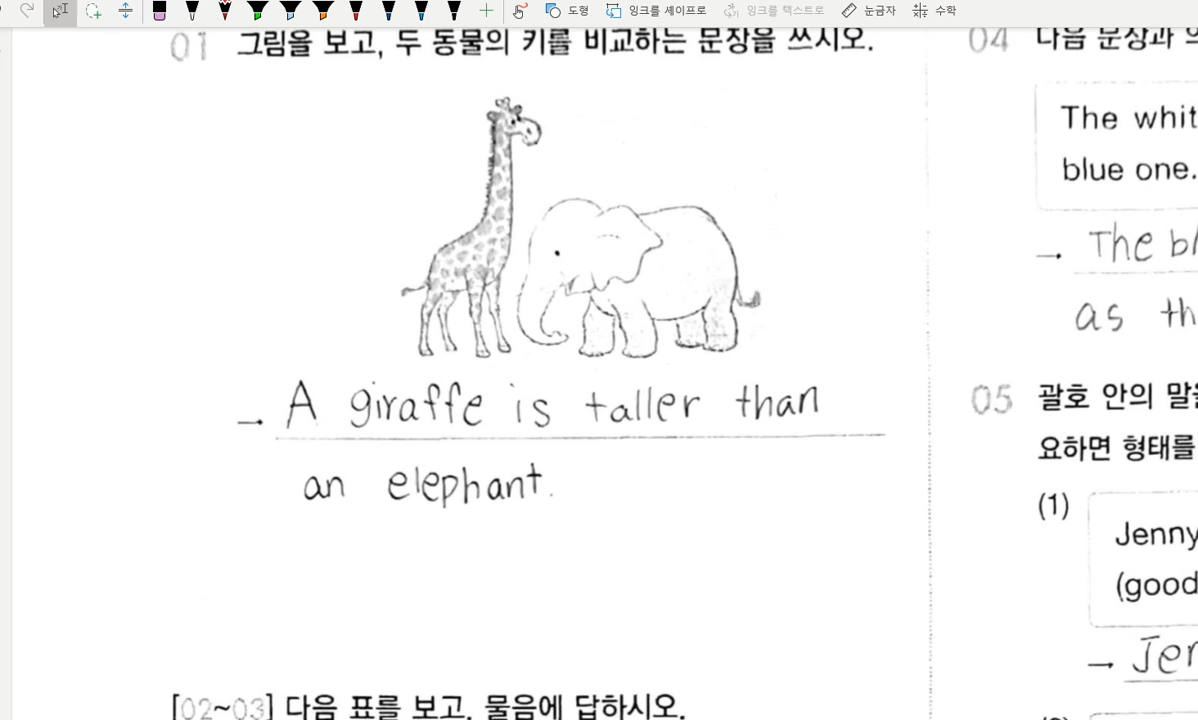 도형 잉크를 셰이프로 잉크를 텍스트로 눈금자 수학
01 그림을 보고, 두 동물의 키를 비교하는 문장을 쓰시오.
→ A giraffe is taller than
an elephant.
[02~03] 다음 표를 보고, 물음에 답하시오.
04 다음 문장과
The whit
blue one.
→ The bl
as th
05 괄호 안의 말을
요하면 형태를
(1)
Jenny
(good
→ Jer